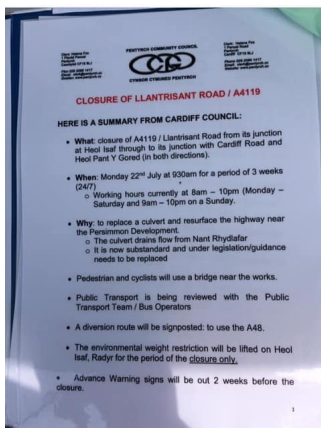 PENTYRCH COMMUNITY COUNCIL
CYNGOR CYMUNED PENTYRCH
CLOSURE OF LLANTRISANT ROAD / A4119
HERE IS A SUMMARY FROM CARDIFF COUNCIL:
• What: closure of A4119 / Llantrisant Road from its junction
at Heol Isaf through to its junction with Cardiff Road and
Heol Pant Y Gored (in both directions).
• When: Monday 22nd July at 930am for a period of 3 weeks
(24/7)
o Working hours currently at 8am – 10pm (Monday –
Saturday and 9am – 10pm on a Sunday.
• Why: to replace a culvert and resurface the highway near
the Persimmon Development.
o The culvert drains flow from Nant Rhydlafar
o It is now substandard and under legislation/guidance
needs to be replaced
• Pedestrian and cyclists will use a bridge near the works.
• Public Transport is being reviewed with the Public
Transport Team / Bus Operators
• A diversion route will be signposted: to use the A48.
• The environmental weight restriction will be lifted on Heol
Isaf, Radyr for the period of the closure only.
• Advance Warning signs will be out 2 weeks before the
closure.
1